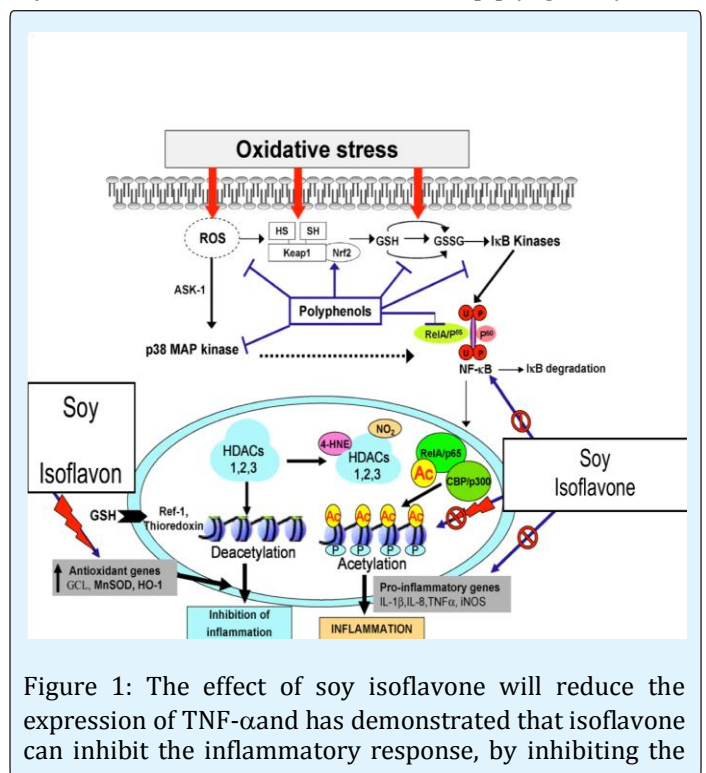 Oxidative stress
ROS
HS
SH
Keap1
Nrf2
GSH
GSSG
IκB Kinases
ASK-1
Polyphenols
RelA/P65
U
P
P50
U
P
p38 MAP kinase
NF-κB
IκB degradation
Soy
Isoflavon
Soy
Isoflavone
HDACs
1,2,3
4-HNE
NO2
HDACs
1,2,3
RelA/p65
Ac
CBP/p300
GSH
Ref-1,
Thioredoxin
Ac
Ac
Ac
Ac
P
P
P
P
Deacetylation
Acetylation
Antioxidant genes
GCL, MnSOD, HO-1
Pro-inflammatory genes
IL-1β,IL-8,TNFα, iNOS
Inhibition of
inflammation
INFLAMMATION
Figure 1: The effect of soy isoflavone will reduce the
expression of TNF-αand has demonstrated that isoflavone
can inhibit the inflammatory response, by inhibiting the